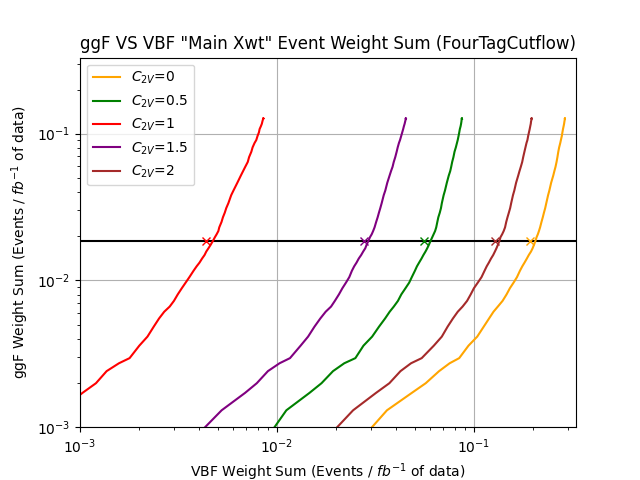 ggF VS VBF "Main Xwt" Event Weight Sum (FourTagCutflow)
C₂V=0
C₂V=0.5
C₂V=1
C₂V=1.5
C₂V=2
ggF Weight Sum (Events / fb⁻¹ of data)
10⁻¹
10⁻²
10⁻³
10⁻³
10⁻²
10⁻¹
VBF Weight Sum (Events / fb⁻¹ of data)